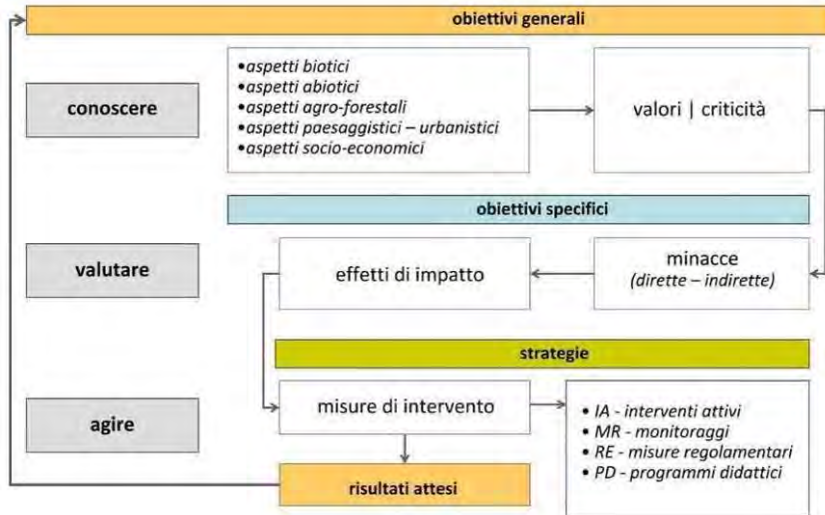 obiettivi generali
conoscere
•aspetti biotici
•aspetti abiotici
•aspetti agro-forestali
•aspetti paesaggistici – urbanistici
•aspetti socio-economici
valori | criticità
obiettivi specifici
valutare
effetti di impatto
minacce
(dirette – indirette)
strategie
agire
misure di intervento
• IA - interventi attivi
• MR - monitoraggi
• RE - misure regolamentari
• PD - programmi didattici
risultati attesi